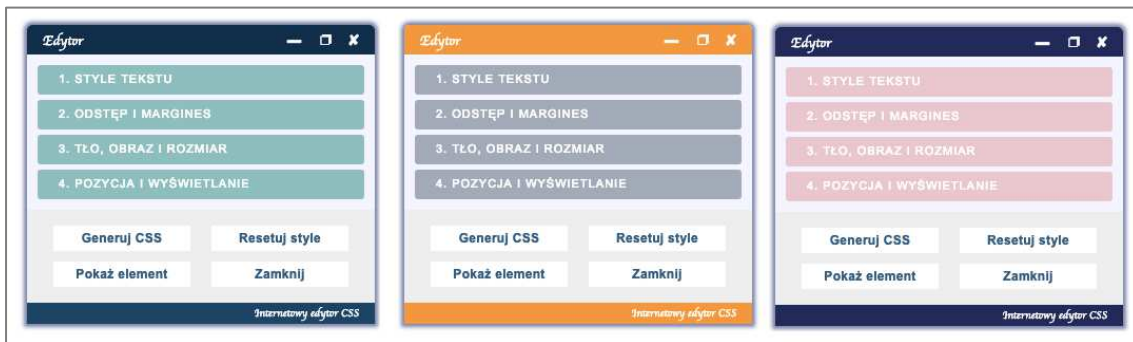 Edytor
1. STYLE TEKSTU
2. ODSTĘP I MARGINES
3. TŁO, OBRAZ I ROZMIAR
4. POZYCJA I WYŚWIETLANIE
Generuj CSS Resetuj style
Pokaż element Zamknij
Internetowy edytor CSS
Edytor
1. STYLE TEKSTU
2. ODSTĘP I MARGINES
3. TŁO, OBRAZ I ROZMIAR
4. POZYCJA I WYŚWIETLANIE
Generuj CSS Resetuj style
Pokaż element Zamknij
Internetowy edytor CSS
Edytor
1. STYLE TEKSTU
2. ODSTĘP I MARGINES
3. TŁO, OBRAZ I ROZMIAR
4. POZYCJA I WYŚWIETLANIE
Generuj CSS Resetuj style
Pokaż element Zamknij
Internetowy edytor CSS